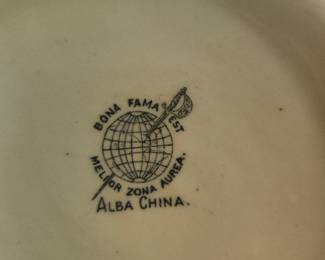 BONA FAMA EST
MELIOR ZONA AUREA.
ALBA CHINA.